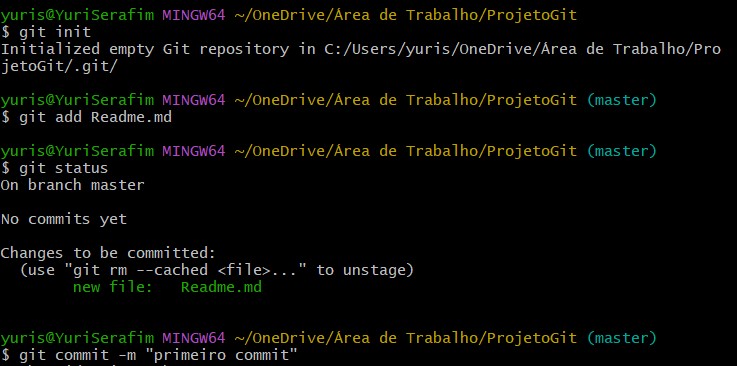 yuris@YuriSerafim MINGW64 ~/OneDrive/Área de Trabalho/ProjetoGit
$ git init
Initialized empty Git repository in C:/Users/yuris/OneDrive/Área de Trabalho/Pro
jetoGit/.git/
yuris@YuriSerafim MINGW64 ~/OneDrive/Área de Trabalho/ProjetoGit (master)
$ git add Readme.md
yuris@YuriSerafim MINGW64 ~/OneDrive/Área de Trabalho/ProjetoGit (master)
$ git status
On branch master
No commits yet
Changes to be committed:
  (use "git rm --cached <file>..." to unstage)
        new file:   Readme.md
yuris@YuriSerafim MINGW64 ~/OneDrive/Área de Trabalho/ProjetoGit (master)
$ git commit -m "primeiro commit"